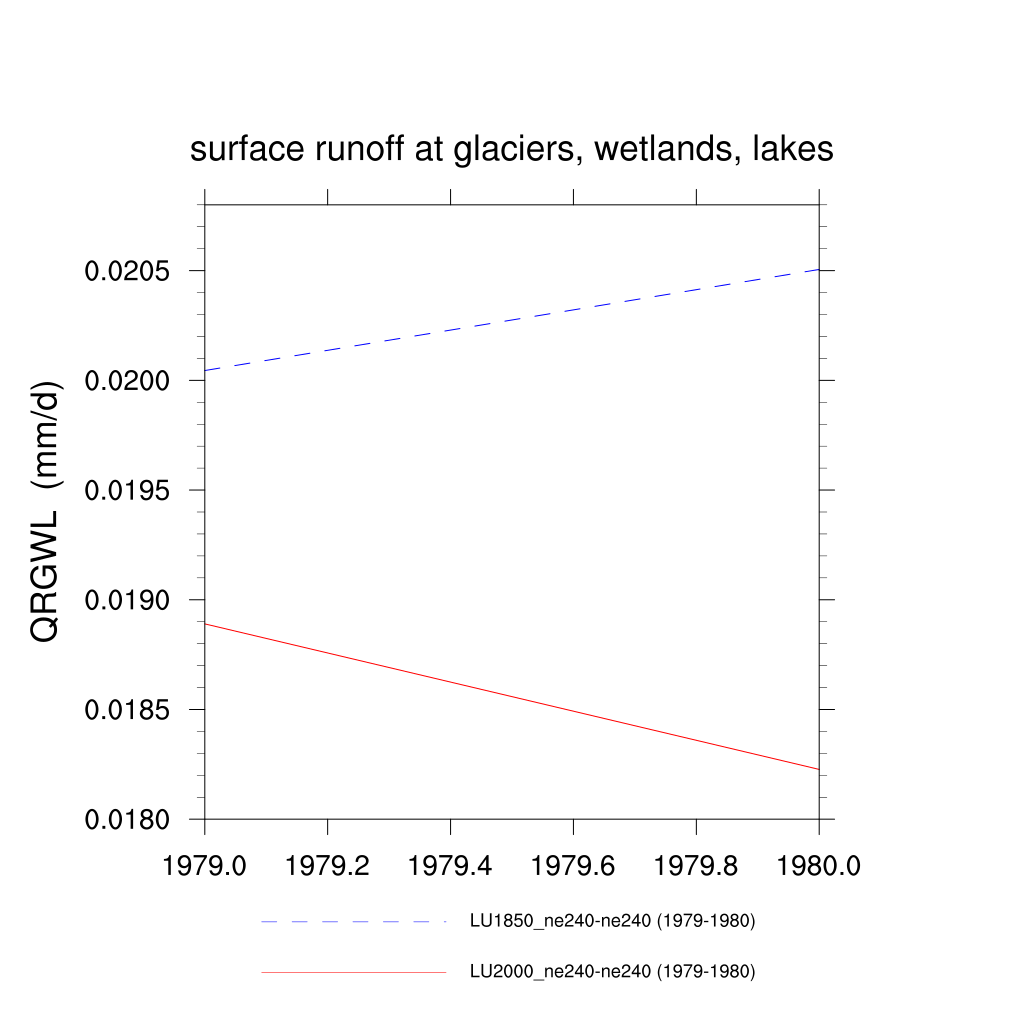 surface runoff at glaciers, wetlands, lakes
QRGWL (mm/d)
0.0205
0.0200
0.0195
0.0190
0.0185
0.0180
1979.0 1979.2 1979.4 1979.6 1979.8 1980.0
LU1850_ne240-ne240 (1979-1980)
LU2000_ne240-ne240 (1979-1980)